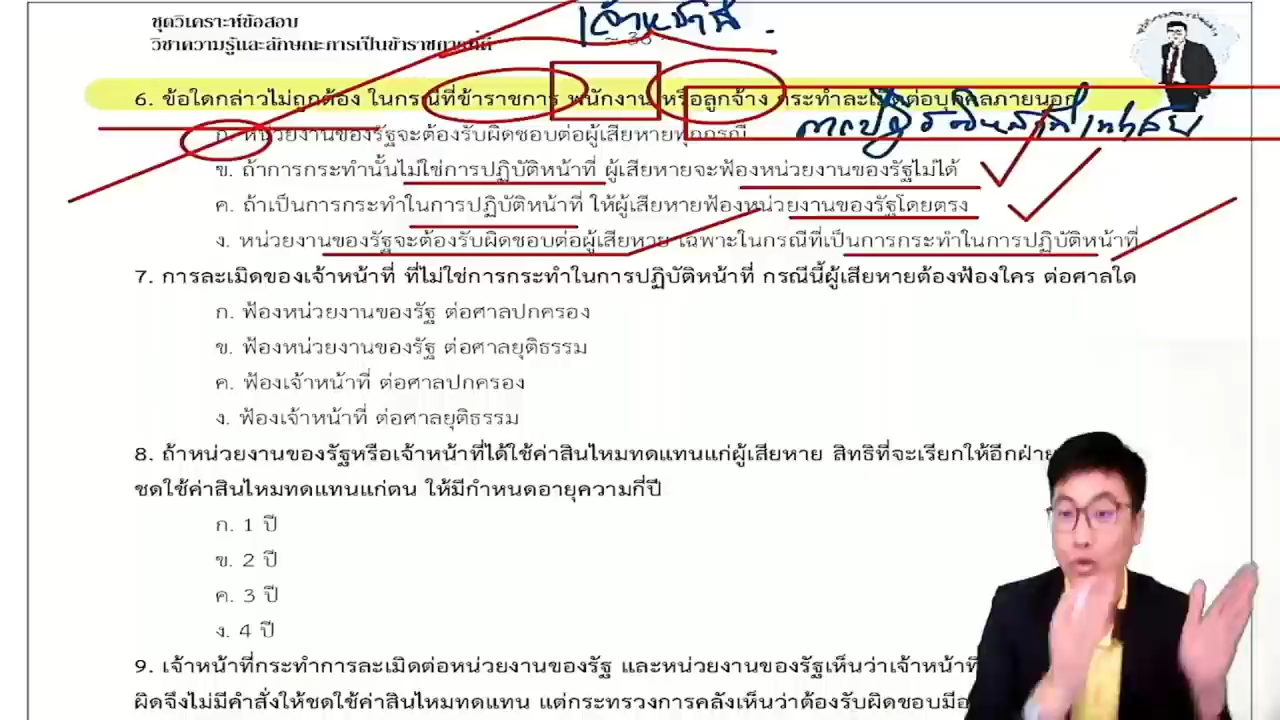 ชุดวิเคราะห์ข้อสอบ
วิชาความรู้และลักษณะการเป็นข้าราชการที่ดี
เจ้าหน้าที่
6. ข้อใดกล่าวไม่ถูกต้อง ในกรณีที่ข้าราชการ พนักงาน หรือลูกจ้าง กระทำละเมิดต่อบุคคลภายนอก
ก. หน่วยงานของรัฐจะต้องรับผิดชอบต่อผู้เสียหายทุกกรณี
ข. ถ้าการกระทำนั้นไม่ใช่การปฏิบัติหน้าที่ ผู้เสียหายจะฟ้องหน่วยงานของรัฐไม่ได้
ค. ถ้าเป็นการกระทำในการปฏิบัติหน้าที่ ให้ผู้เสียหายฟ้องหน่วยงานของรัฐโดยตรง
ง. หน่วยงานของรัฐจะต้องรับผิดชอบต่อผู้เสียหาย เฉพาะในกรณีที่เป็นการกระทำในการปฏิบัติหน้าที่
7. การละเมิดของเจ้าหน้าที่ ที่ไม่ใช่การกระทำในการปฏิบัติหน้าที่ กรณีนี้ผู้เสียหายต้องฟ้องใคร ต่อศาลใด
ก. ฟ้องหน่วยงานของรัฐ ต่อศาลปกครอง
ข. ฟ้องหน่วยงานของรัฐ ต่อศาลยุติธรรม
ค. ฟ้องเจ้าหน้าที่ ต่อศาลปกครอง
ง. ฟ้องเจ้าหน้าที่ ต่อศาลยุติธรรม
8. ถ้าหน่วยงานของรัฐหรือเจ้าหน้าที่ได้ใช้ค่าสินไหมทดแทนแก่ผู้เสียหาย สิทธิที่จะเรียกให้อีกฝ่าย
ชดใช้ค่าสินไหมทดแทนแก่ตน ให้มีกำหนดอายุความกี่ปี
ก. 1 ปี
ข. 2 ปี
ค. 3 ปี
ง. 4 ปี
9. เจ้าหน้าที่กระทำการละเมิดต่อหน่วยงานของรัฐ และหน่วยงานของรัฐเห็นว่าเจ้าหน้าที่
ผิดจึงไม่มีคำสั่งให้ชดใช้ค่าสินไหมทดแทน แต่กระทรวงการคลังเห็นว่าต้องรับผิดชอบ